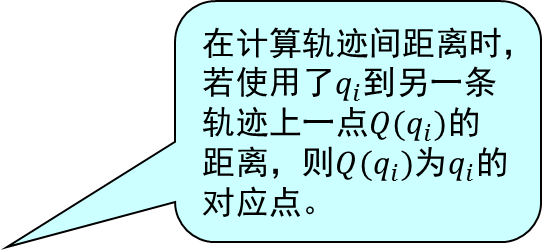 在计算轨迹间距离时，
若使用了qᵢ到另一条
轨迹上一点Q(qᵢ)的
距离，则Q(qᵢ)为qᵢ的
对应点。